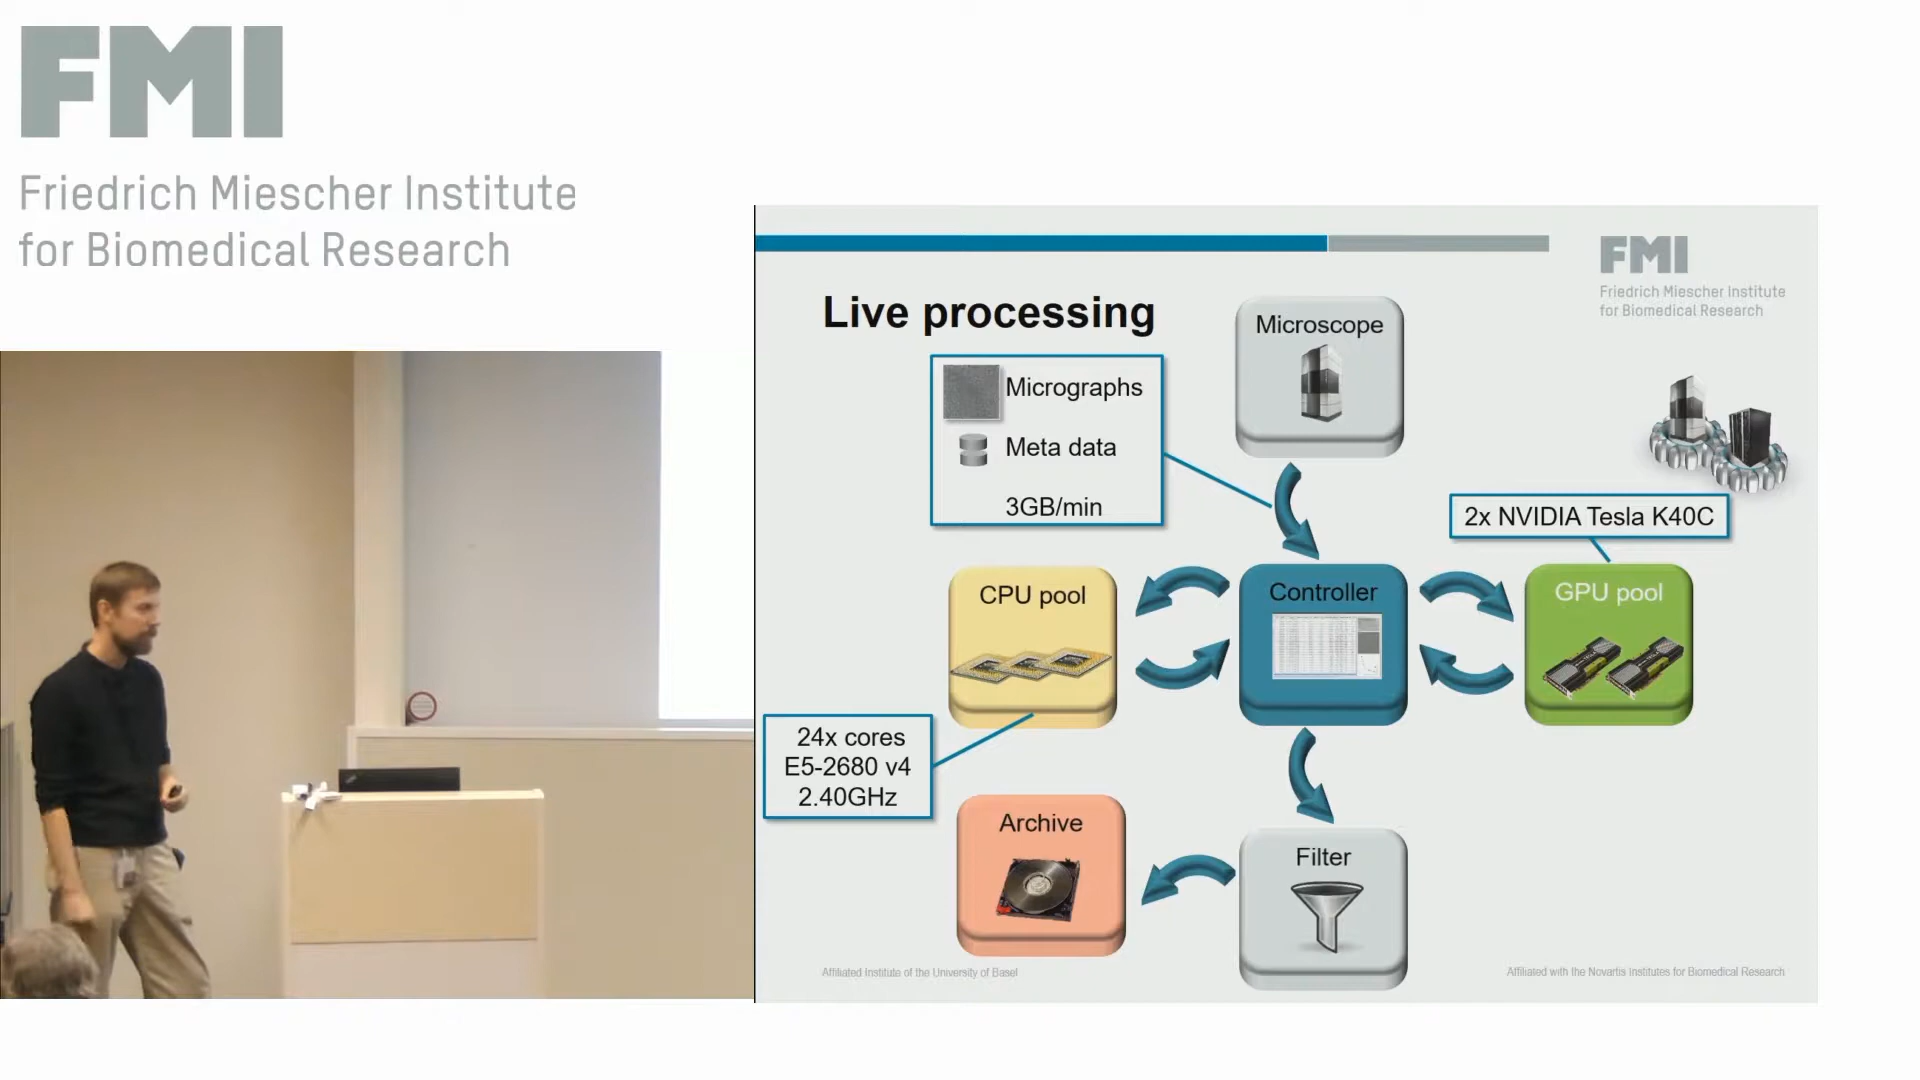 FMI
Friedrich Miescher Institute
for Biomedical Research
FMI
Friedrich Miescher Institute
for Biomedical Research
Live processing
Microscope
Micrographs
Meta data
3GB/min
2x NVIDIA Tesla K40C
CPU pool
Controller
GPU pool
24x cores
E5-2680 v4
2.40GHz
Archive
Filter
Affiliated Institute of the University of Basel
Affiliated with the Novartis Institutes for Biomedical Research